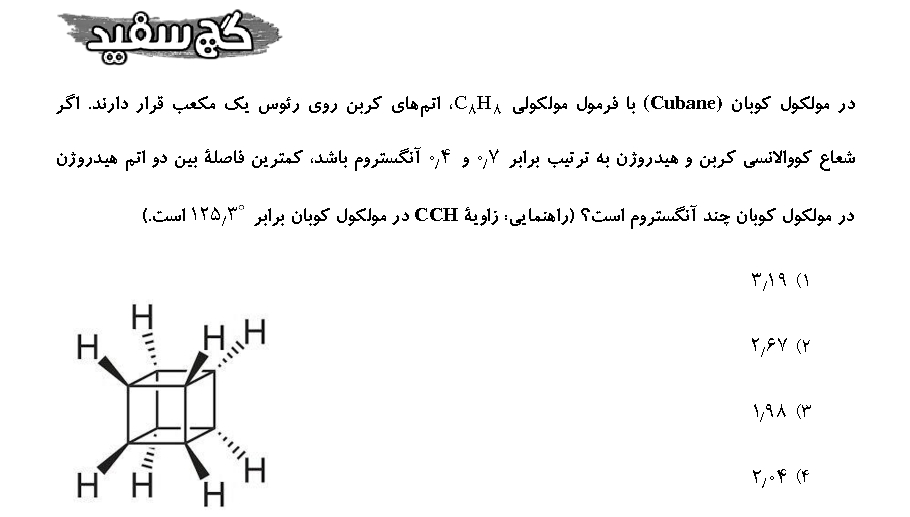 گچ سفید
در مولکول کوبان (Cubane) با فرمول مولکولی C₈H₈، اتم‌های کربن روی رئوس یک مکعب قرار دارند. اگر
شعاع کووالانسی کربن و هیدروژن به ترتیب برابر ۰٫۷ و ۰٫۴ آنگستروم باشد، کمترین فاصلهٔ بین دو اتم هیدروژن
در مولکول کوبان چند آنگستروم است؟ (راهنمایی: زاویهٔ CCH در مولکول کوبان برابر ۱۲۵٫۳° است.)
۱) ۳٫۱۹
۲) ۲٫۶۷
۳) ۱٫۹۸
۴) ۲٫۰۴
H
H H H
H
H H H